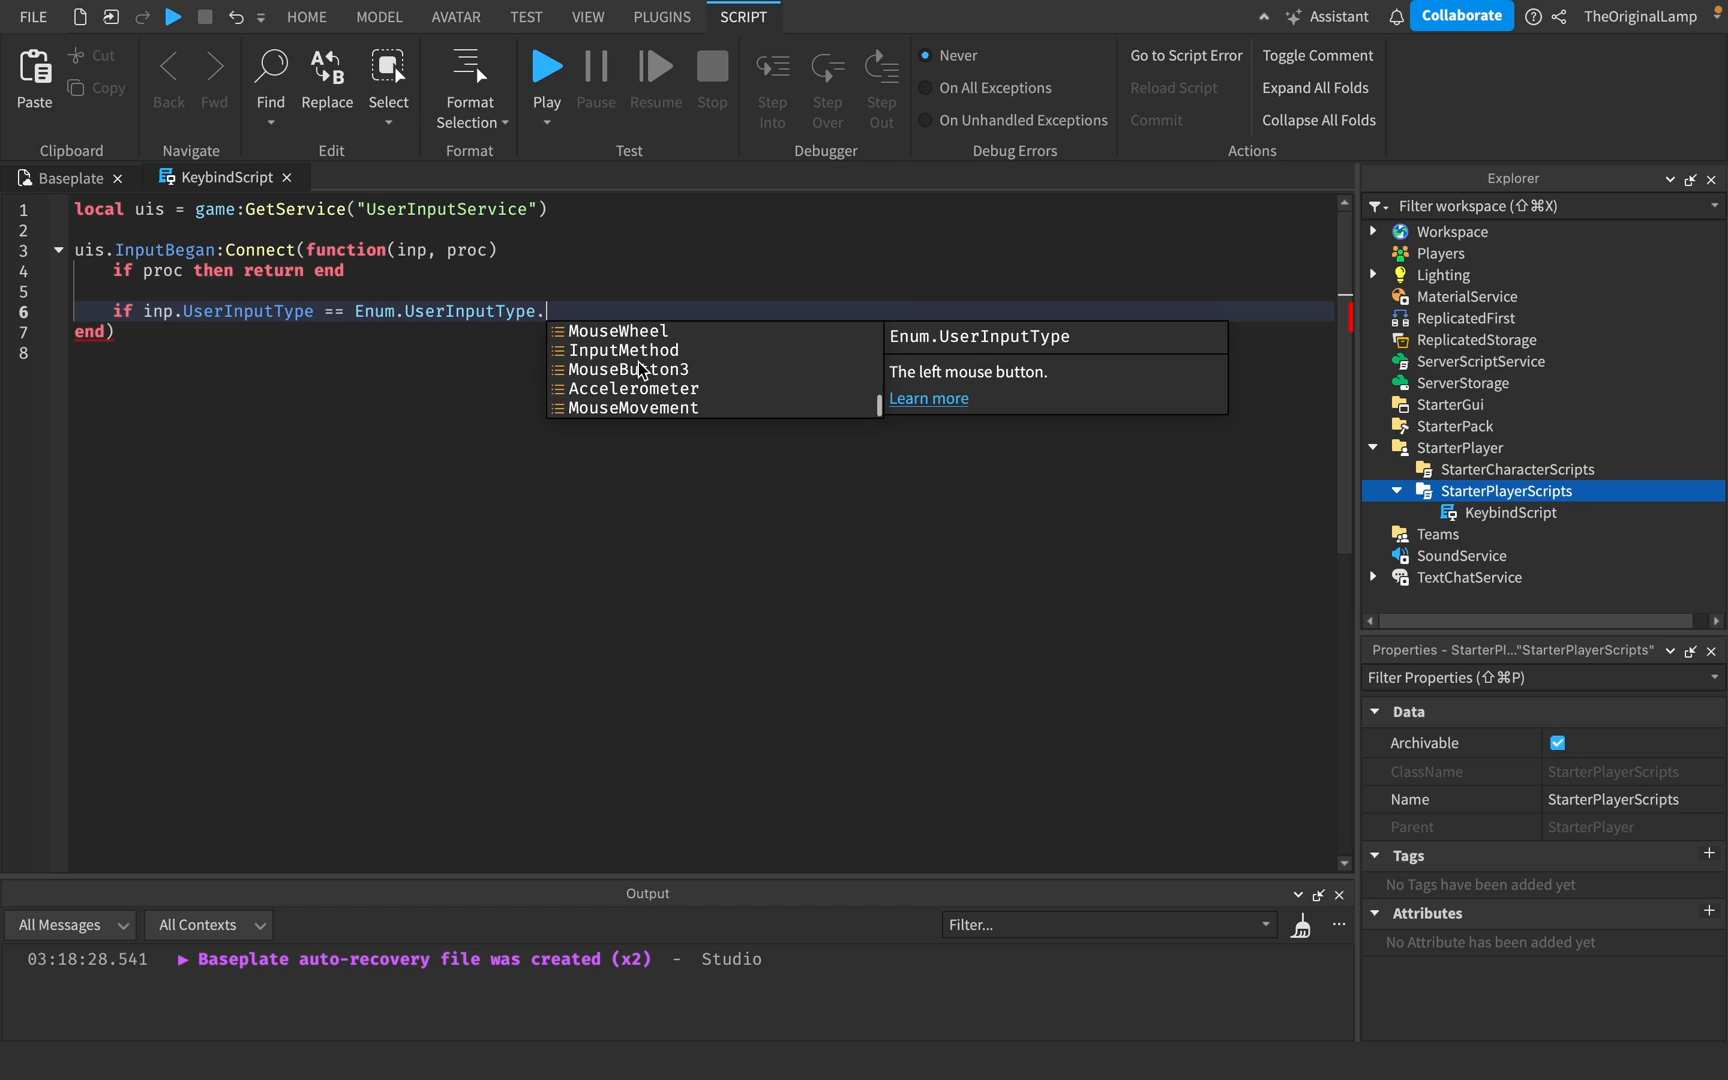 FILE HOME MODEL AVATAR TEST VIEW PLUGINS SCRIPT Assistant Collaborate TheOriginalLamp
Paste Cut Copy Back Fwd Find Replace Select Format Selection Play Pause Resume Stop Step Into Step Over Step Out
Never
On All Exceptions
On Unhandled Exceptions
Go to Script Error
Reload Script
Commit
Toggle Comment
Expand All Folds
Collapse All Folds
Clipboard Navigate Edit Format Test Debugger Debug Errors Actions
Baseplate KeybindScript
1 local uis = game:GetService("UserInputService")
2
3 uis.InputBegan:Connect(function(inp, proc)
4 if proc then return end
5
6 if inp.UserInputType == Enum.UserInputType.
7 end)
8
MouseWheel
InputMethod
MouseButton3
Accelerometer
MouseMovement
Enum.UserInputType
The left mouse button.
Learn more
Explorer
Filter workspace (⇧⌘X)
Workspace
Players
Lighting
MaterialService
ReplicatedFirst
ReplicatedStorage
ServerScriptService
ServerStorage
StarterGui
StarterPack
StarterPlayer
StarterCharacterScripts
StarterPlayerScripts
KeybindScript
Teams
SoundService
TextChatService
Properties - StarterPl..."StarterPlayerScripts"
Filter Properties (⇧⌘P)
Data
Archivable
ClassName StarterPlayerScripts
Name StarterPlayerScripts
Parent StarterPlayer
Tags
No Tags have been added yet
Attributes
No Attribute has been added yet
Output
All Messages All Contexts Filter...
03:18:28.541 Baseplate auto-recovery file was created (x2) - Studio